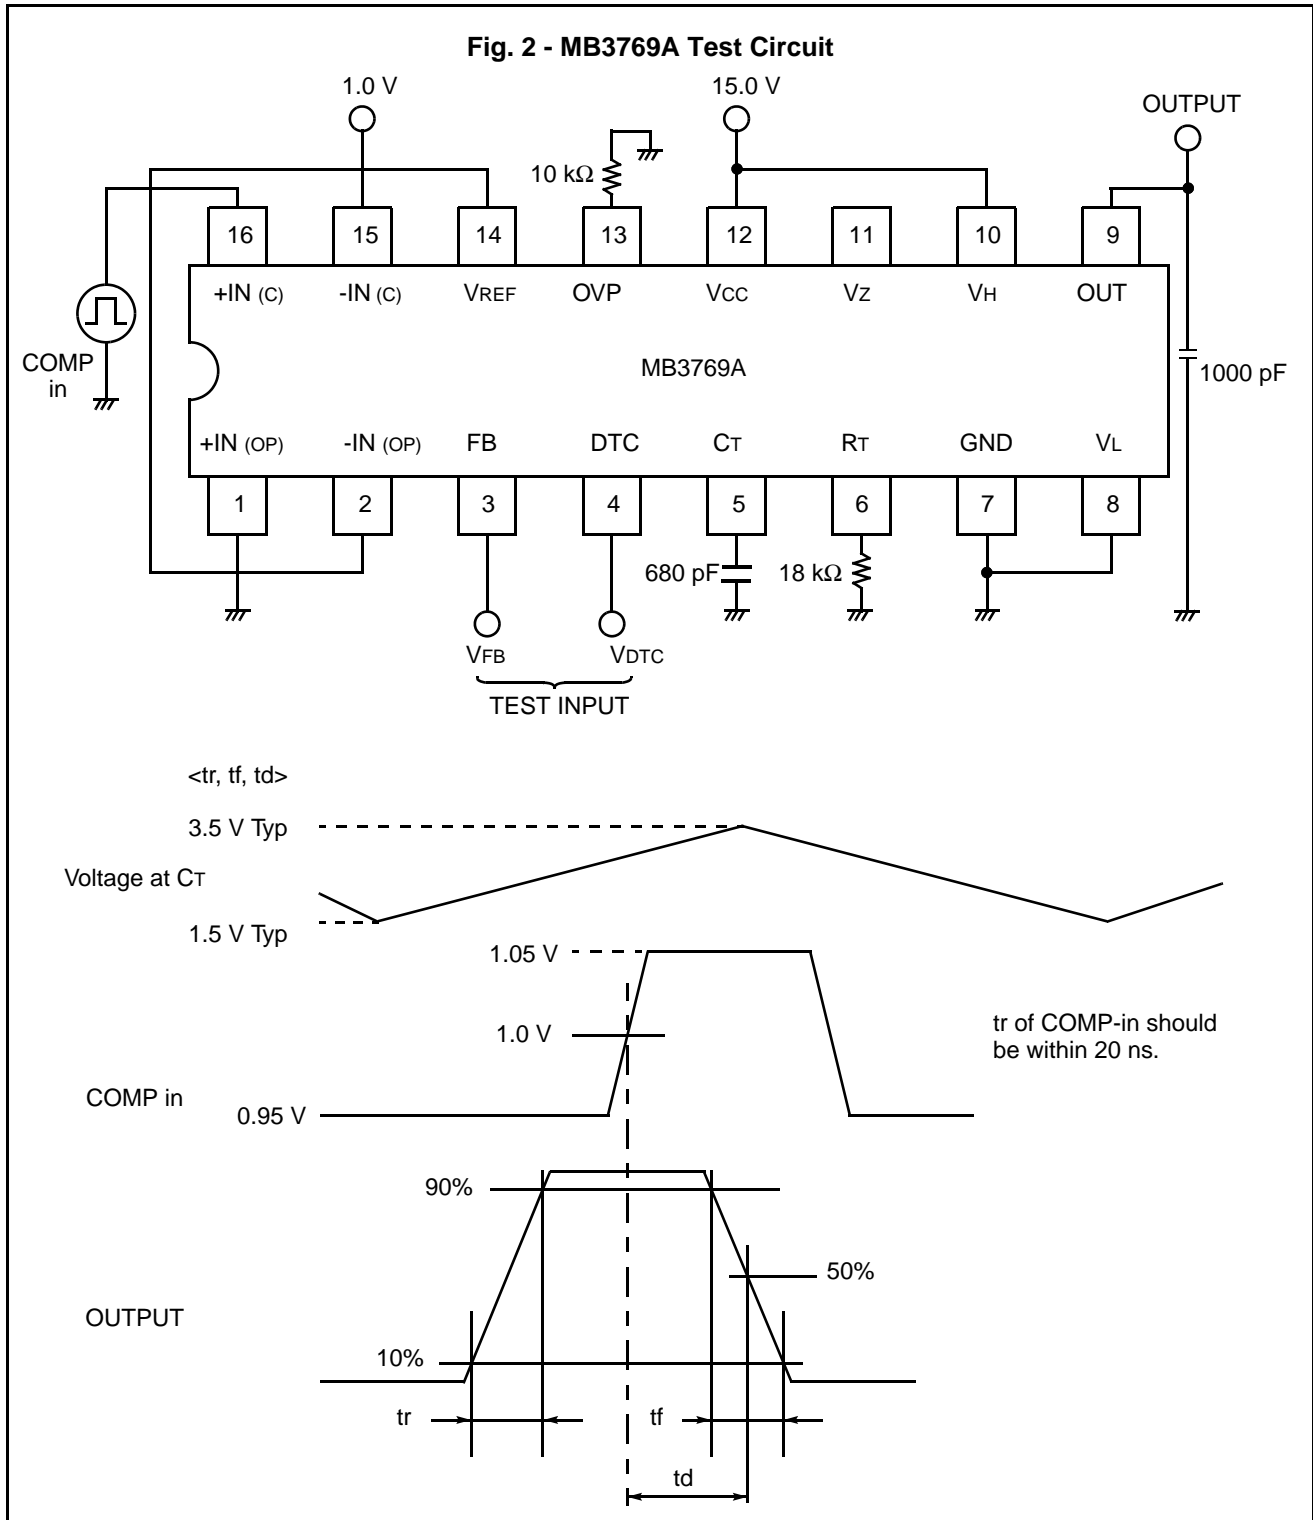 Fig. 2 - MB3769A Test Circuit
1.0 V
15.0 V
OUTPUT
10 kΩ
16 15 14 13 12 11 10 9
+IN (C) -IN (C) VREF OVP VCC VZ VH OUT
COMP
in
MB3769A
1000 pF
+IN (OP) -IN (OP) FB DTC CT RT GND VL
1 2 3 4 5 6 7 8
680 pF 18 kΩ
VFB VDTC
TEST INPUT
<tr, tf, td>
3.5 V Typ
Voltage at CT
1.5 V Typ
1.05 V
1.0 V
tr of COMP-in should
be within 20 ns.
COMP in
0.95 V
90%
50%
OUTPUT
10%
tr tf
td